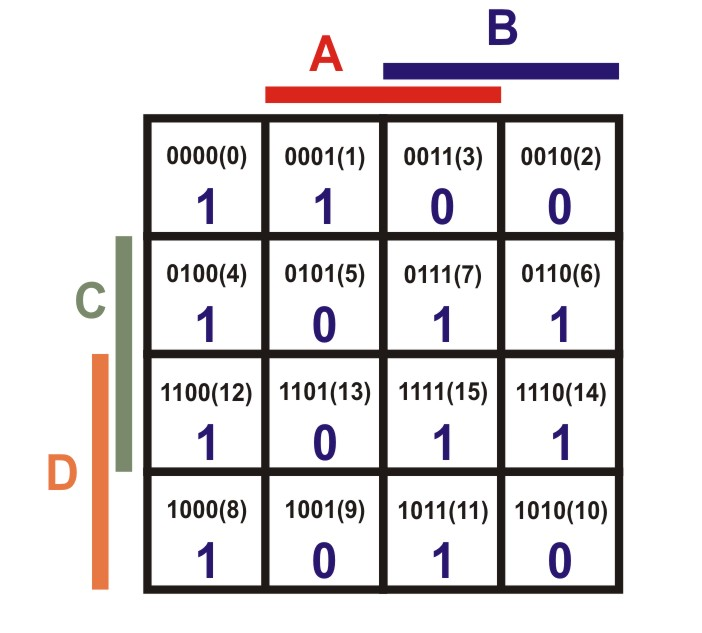 B
A
0000(0) 0001(1) 0011(3) 0010(2)
1 1 0 0
C
0100(4) 0101(5) 0111(7) 0110(6)
1 0 1 1
1100(12) 1101(13) 1111(15) 1110(14)
1 0 1 1
D
1000(8) 1001(9) 1011(11) 1010(10)
1 0 1 0